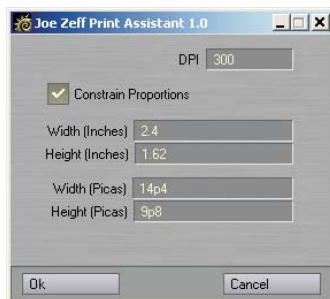 Joe Zeff Print Assistant 1.0
DPI 300
Constrain Proportions
Width (Inches) 2.4
Height (Inches) 1.62
Width (Picas) 14p4
Height (Picas) 9p8
Ok Cancel